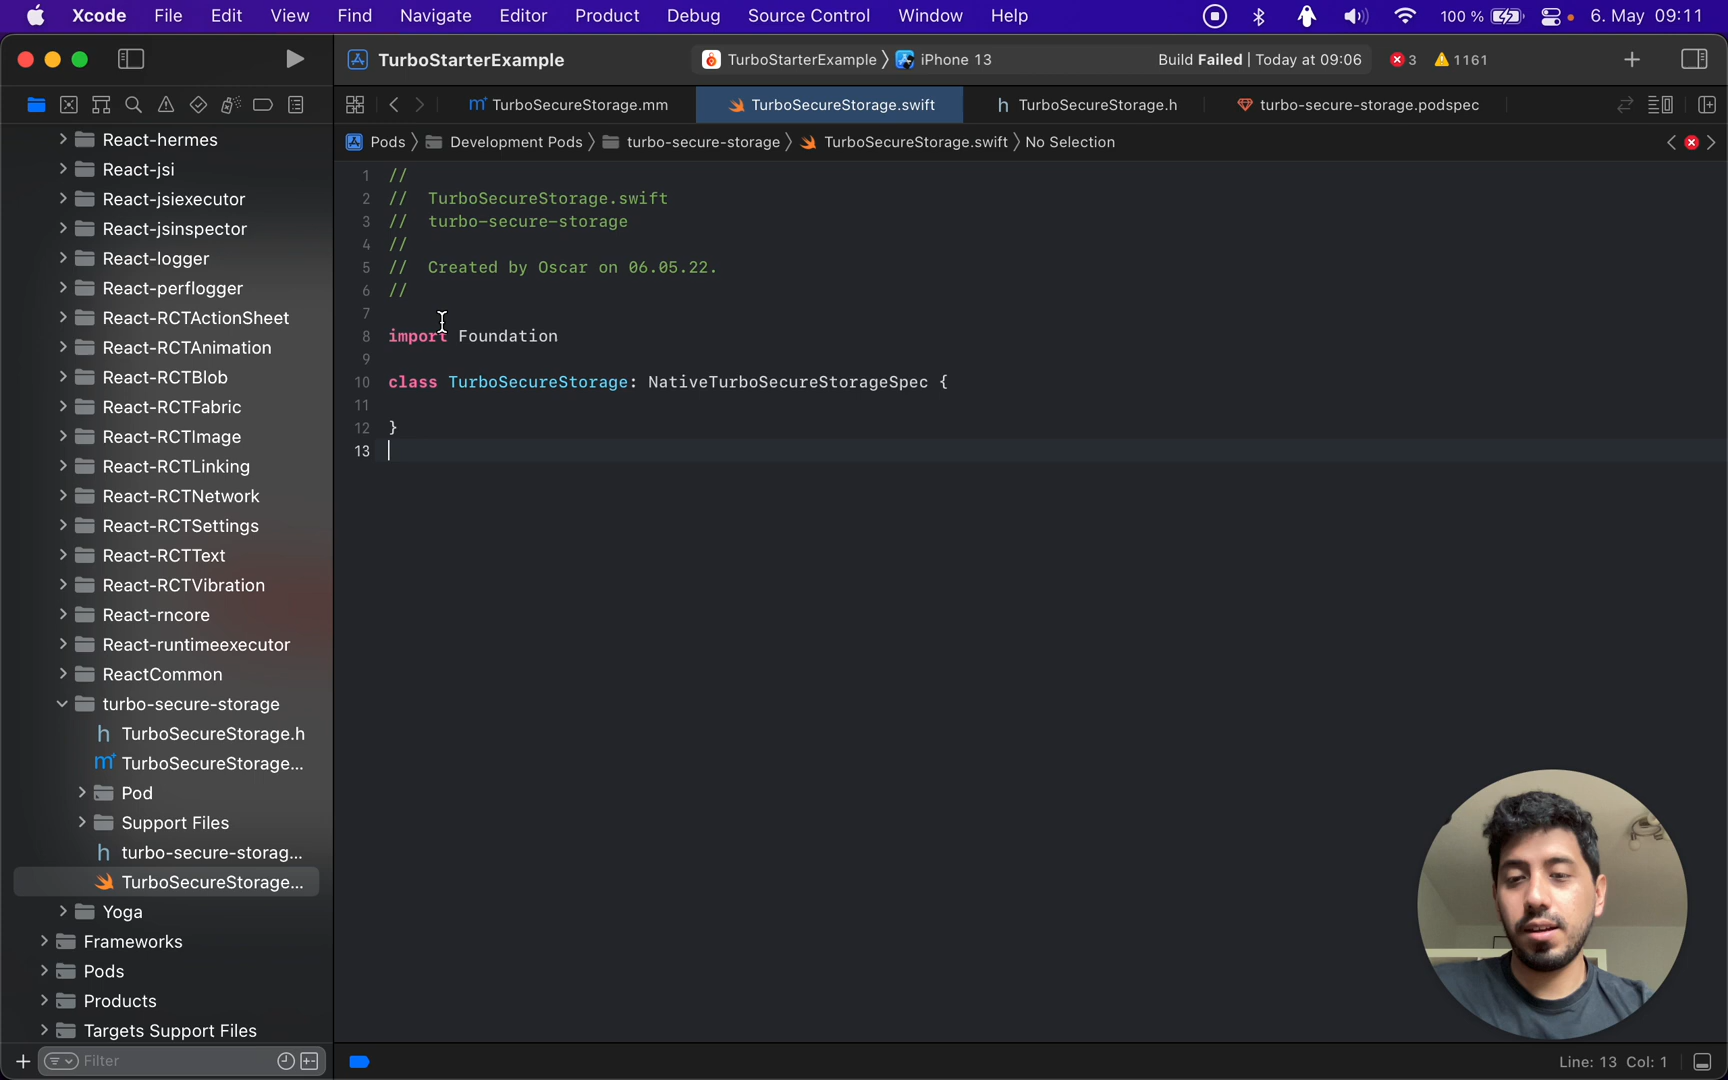 Xcode File Edit View Find Navigate Editor Product Debug Source Control Window Help 100 % 6. May 09:11
TurboStarterExample TurboStarterExample iPhone 13 Build Failed | Today at 09:06 3 1161
TurboSecureStorage.mm TurboSecureStorage.swift TurboSecureStorage.h turbo-secure-storage.podspec
Pods Development Pods turbo-secure-storage TurboSecureStorage.swift No Selection
React-hermes
React-jsi
React-jsiexecutor
React-jsinspector
React-logger
React-perflogger
React-RCTActionSheet
React-RCTAnimation
React-RCTBlob
React-RCTFabric
React-RCTImage
React-RCTLinking
React-RCTNetwork
React-RCTSettings
React-RCTText
React-RCTVibration
React-rncore
React-runtimeexecutor
ReactCommon
turbo-secure-storage
h TurboSecureStorage.h
m+ TurboSecureStorage...
Pod
Support Files
h turbo-secure-storag...
TurboSecureStorage...
Yoga
Frameworks
Pods
Products
Targets Support Files
Filter
1 //
2 // TurboSecureStorage.swift
3 // turbo-secure-storage
4 //
5 // Created by Oscar on 06.05.22.
6 //
7
8 import Foundation
9
10 class TurboSecureStorage: NativeTurboSecureStorageSpec {
11
12 }
13
Line: 13 Col: 1